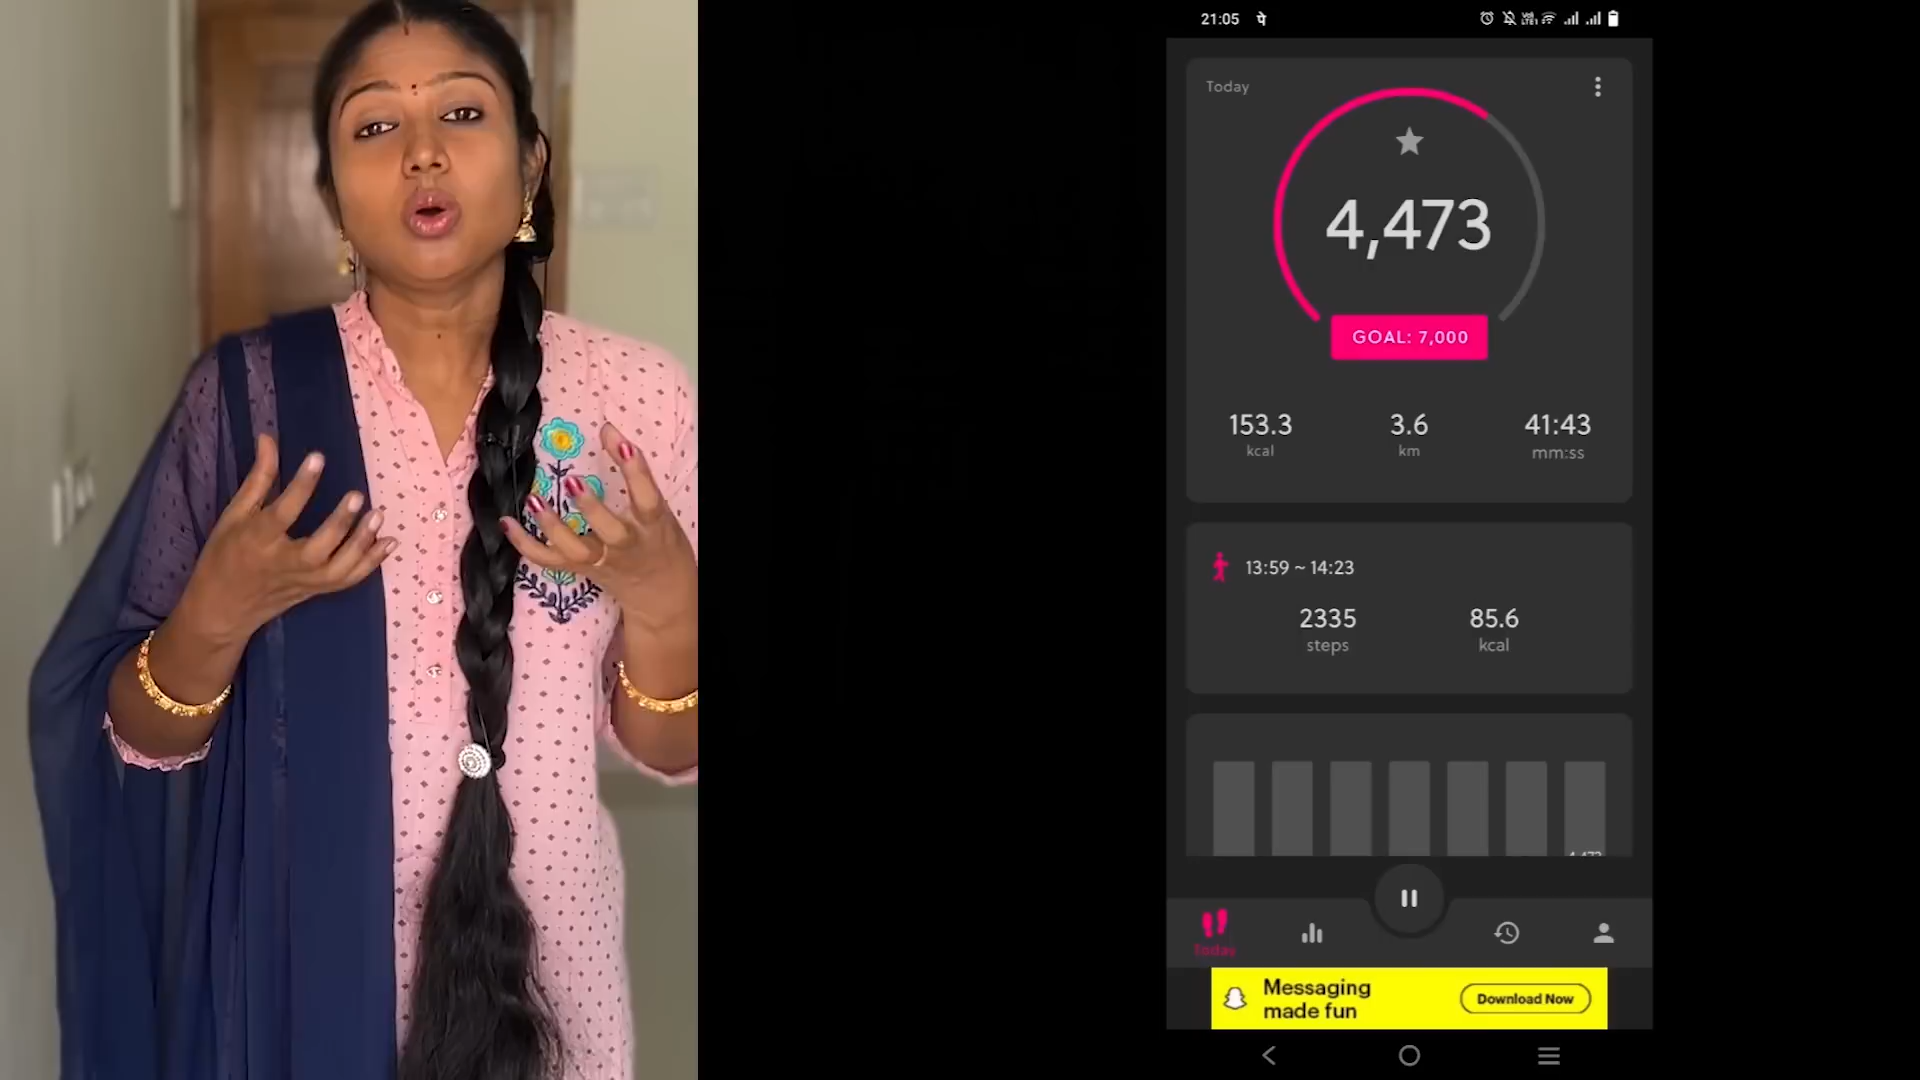 21:05 पे
Today
4,473
GOAL: 7,000
153.3 3.6 41:43
kcal km mm:ss
13:59 ~ 14:23
2335 85.6
steps kcal
Today
Messaging
made fun
Download Now